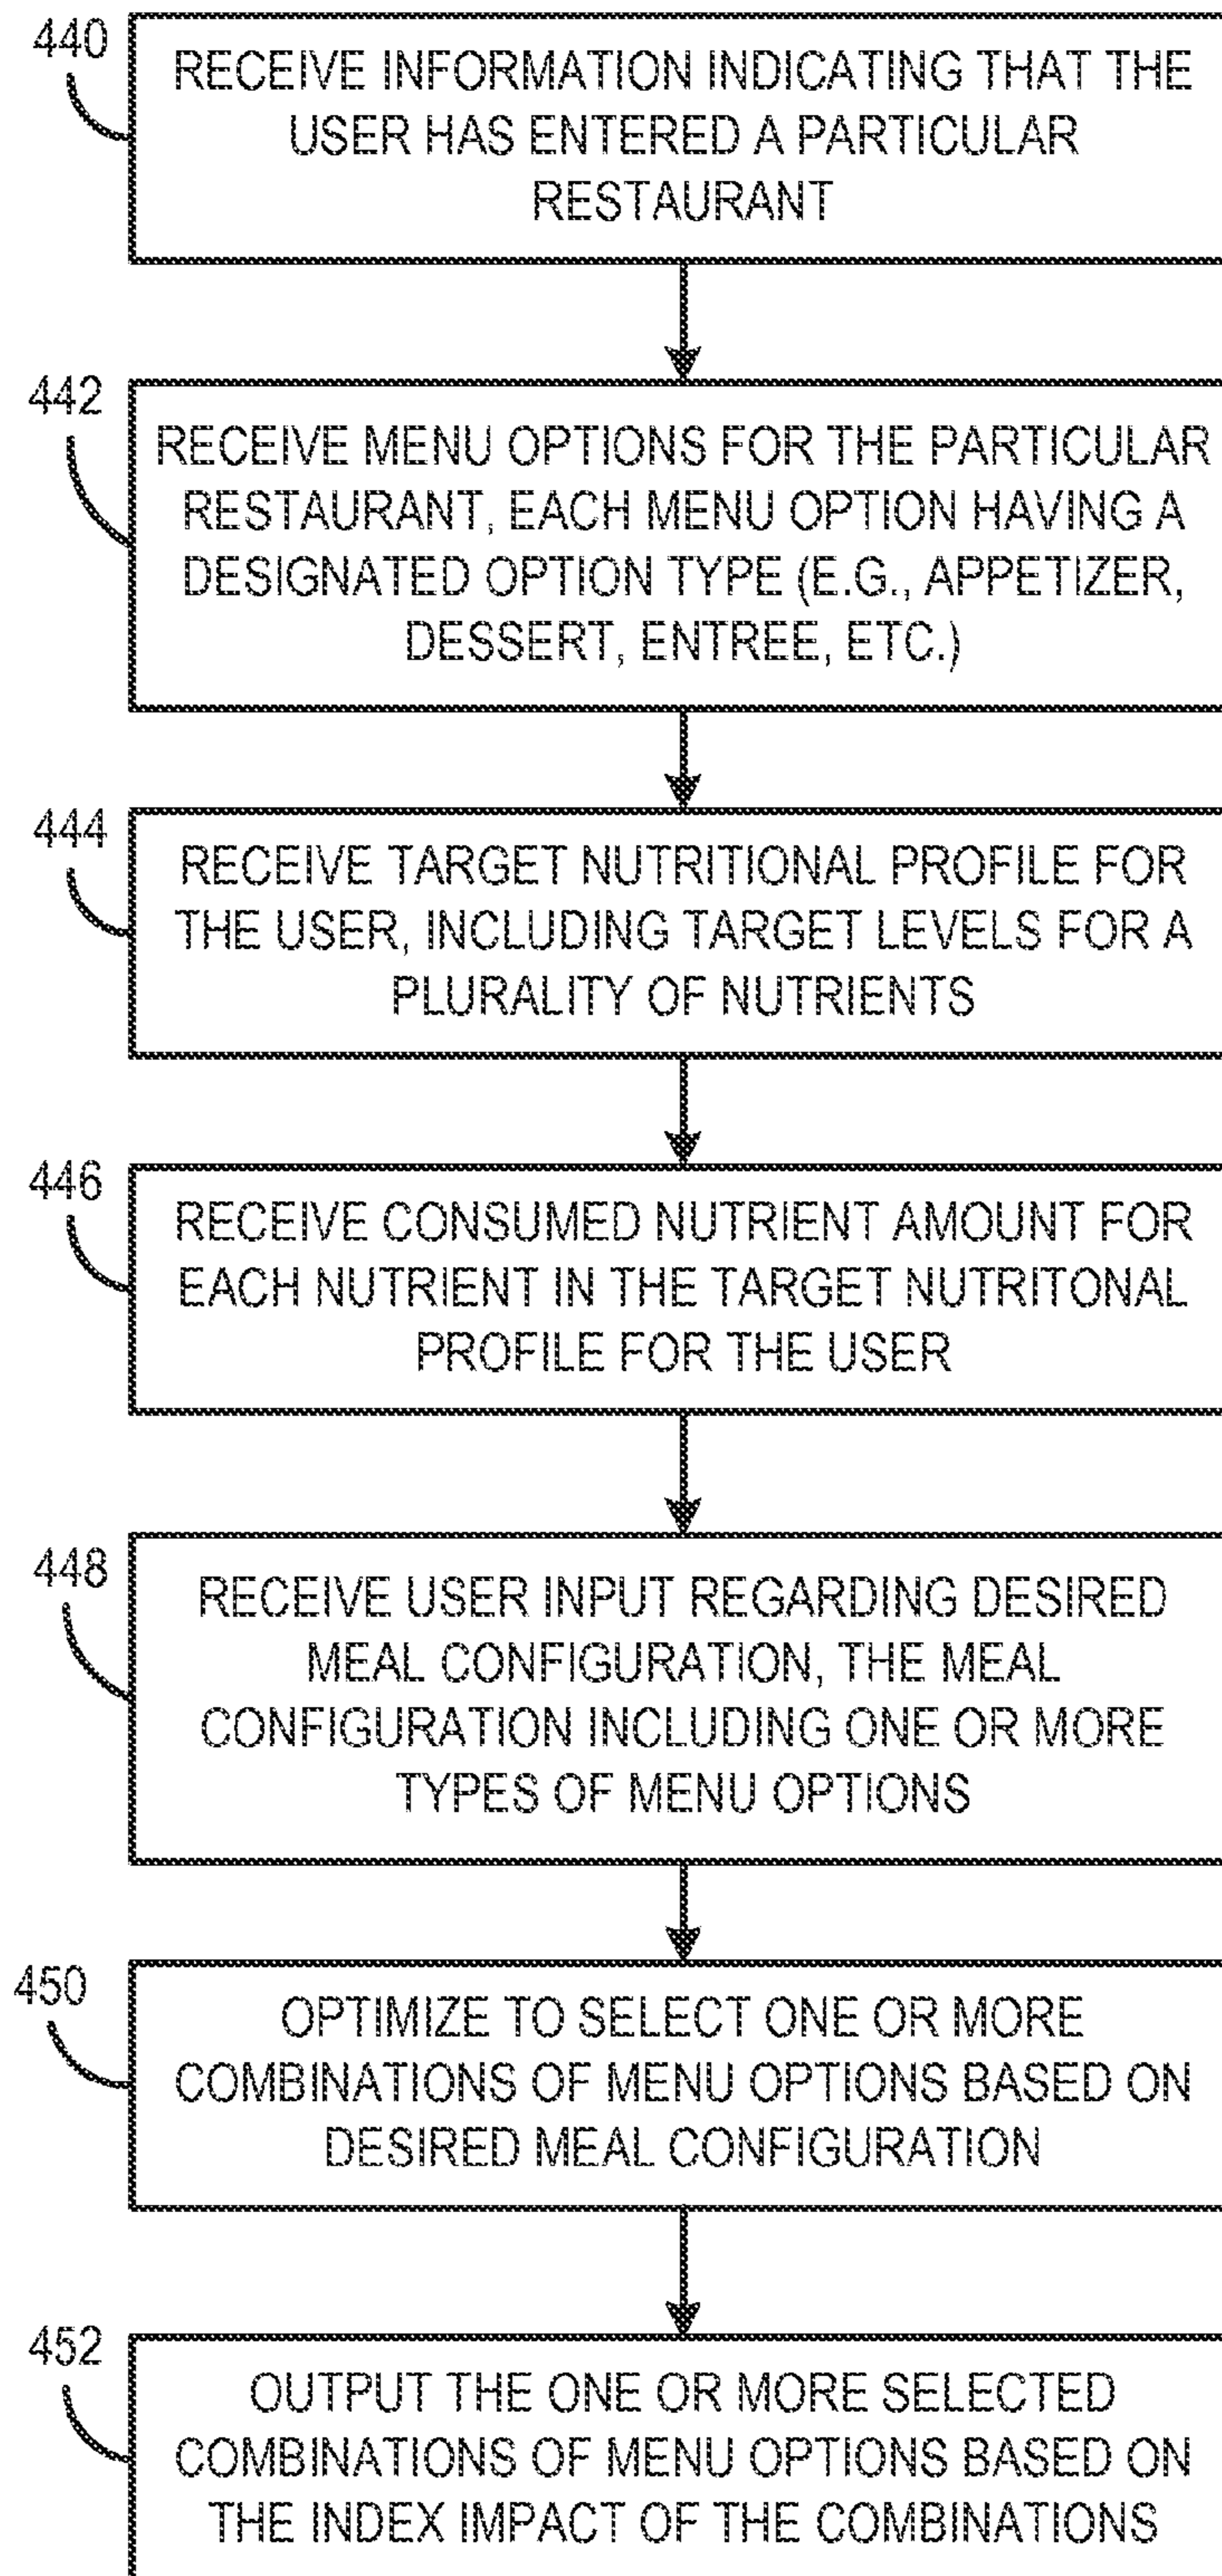 440
RECEIVE INFORMATION INDICATING THAT THE
USER HAS ENTERED A PARTICULAR
RESTAURANT
442
RECEIVE MENU OPTIONS FOR THE PARTICULAR
RESTAURANT, EACH MENU OPTION HAVING A
DESIGNATED OPTION TYPE (E.G., APPETIZER,
DESSERT, ENTREE, ETC.)
444
RECEIVE TARGET NUTRITIONAL PROFILE FOR
THE USER, INCLUDING TARGET LEVELS FOR A
PLURALITY OF NUTRIENTS
446
RECEIVE CONSUMED NUTRIENT AMOUNT FOR
EACH NUTRIENT IN THE TARGET NUTRITONAL
PROFILE FOR THE USER
448
RECEIVE USER INPUT REGARDING DESIRED
MEAL CONFIGURATION, THE MEAL
CONFIGURATION INCLUDING ONE OR MORE
TYPES OF MENU OPTIONS
450
OPTIMIZE TO SELECT ONE OR MORE
COMBINATIONS OF MENU OPTIONS BASED ON
DESIRED MEAL CONFIGURATION
452
OUTPUT THE ONE OR MORE SELECTED
COMBINATIONS OF MENU OPTIONS BASED ON
THE INDEX IMPACT OF THE COMBINATIONS